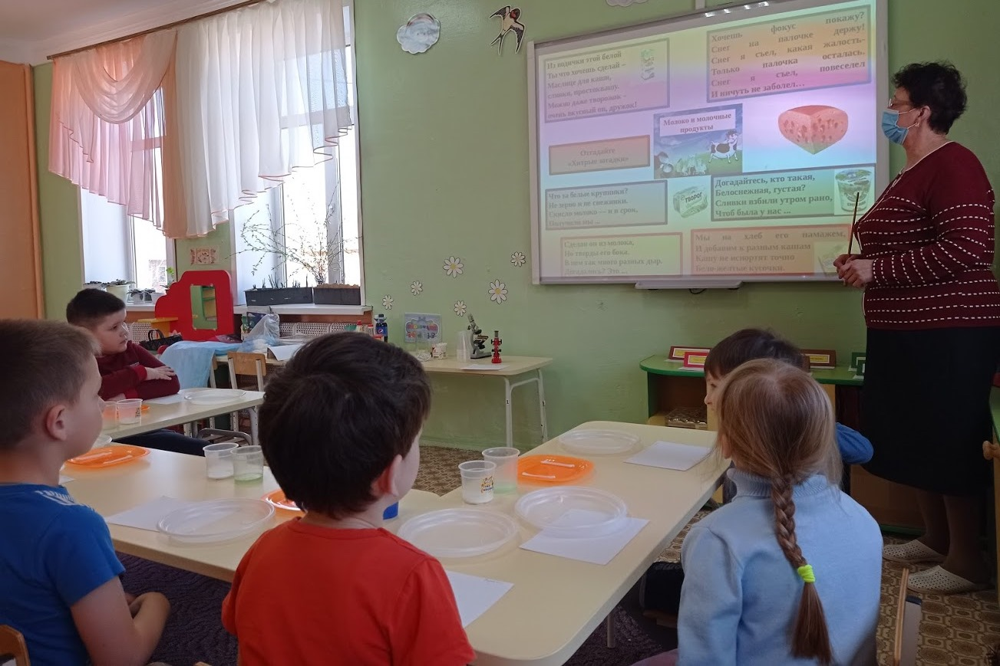 Из водички этой белой
Ты что хочешь сделай –
Маслице для каши,
сливки, простоквашу.
Можно даже творожок –
очень вкусный он, дружок!
Хочешь фокус покажу?
Снег на палочке держу!
Снег я съел, какая жалость-
Только палочка осталась.
Снег я съел, повеселел
И ничуть не заболел…
Молоко и молочные
продукты
Отгадайте
«Хитрые загадки»
Что за белые крупинки?
Не зерно и не снежинки.
Скисло молоко — и в срок,
Получили мы ...
ТВОРОГ
Догадайтесь, кто такая,
Белоснежная, густая?
Сливки взбили утром рано,
Чтоб была у нас ...
Сделан он из молока,
Но тверды его бока.
В нем так много разных дыр.
Догадались? Это ...
Мы на хлеб его намажем,
И добавим к разным кашам
Кашу не испортят точно
Бело-желтые кусочки.